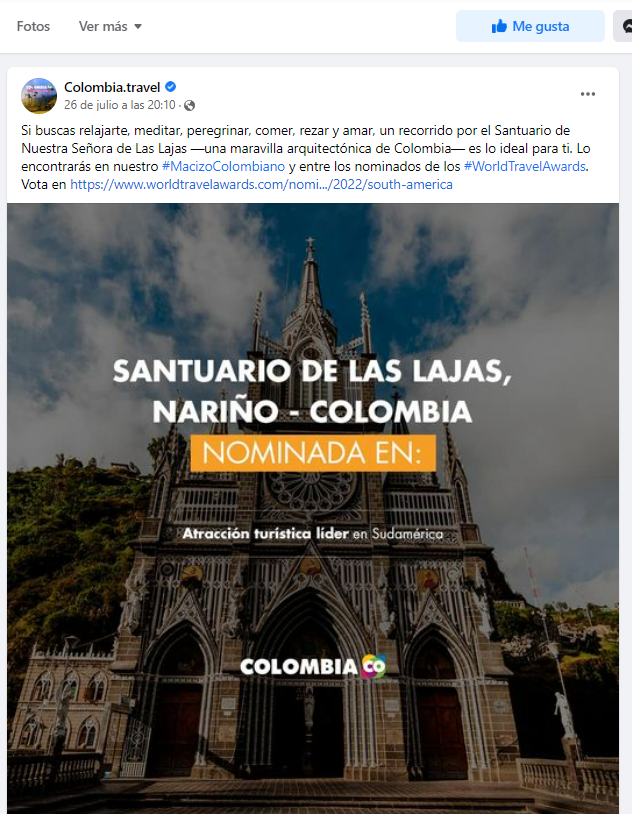 Fotos Ver más Me gusta
Colombia.travel
26 de julio a las 20:10 ·
Si buscas relajarte, meditar, peregrinar, comer, rezar y amar, un recorrido por el Santuario de
Nuestra Señora de Las Lajas —una maravilla arquitectónica de Colombia— es lo ideal para ti. Lo
encontrarás en nuestro #MacizoColombiano y entre los nominados de los #WorldTravelAwards.
Vota en https://www.worldtravelawards.com/nomi.../2022/south-america
SANTUARIO DE LAS LAJAS,
NARIÑO - COLOMBIA
NOMINADA EN:
Atracción turística líder en Sudamérica
COLOMBIA CO